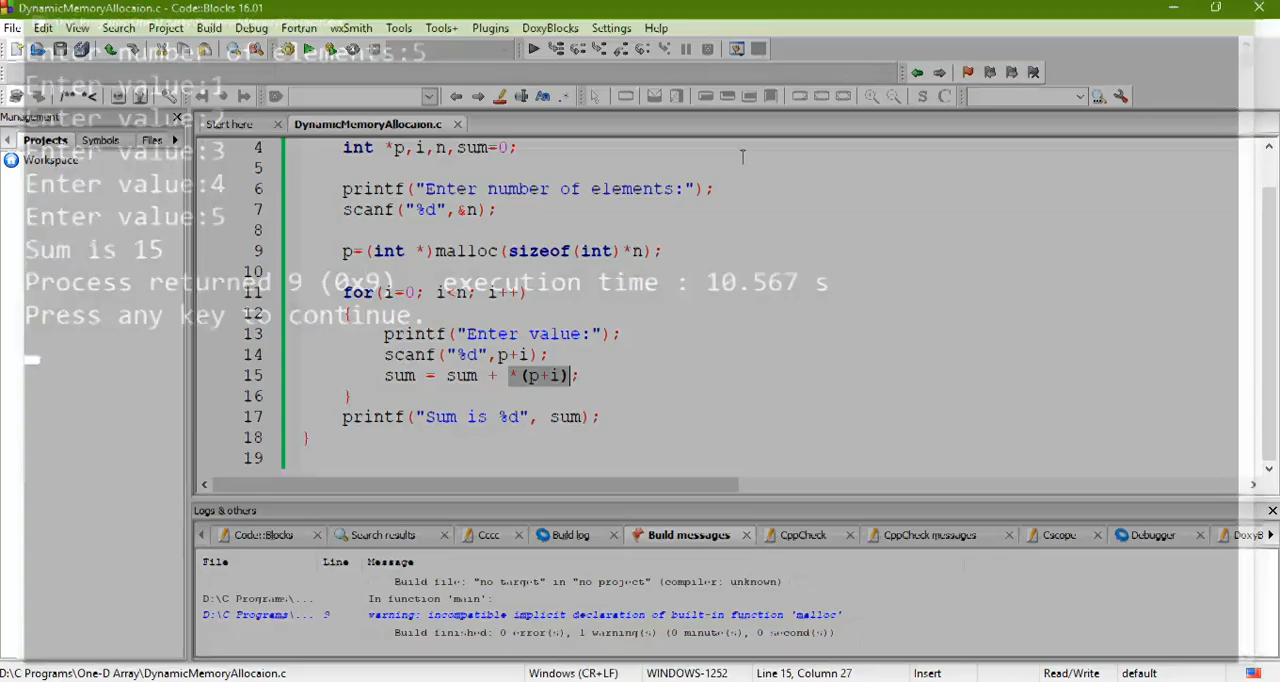 DynamicMemoryAllocaion.c - Code::Blocks 16.01
File Edit View Search Project Build Debug Fortran wxSmith Tools Tools+ Plugins DoxyBlocks Settings Help
Enter number of elements:5
Enter value:1
Enter value:2
Enter value:3
Enter value:4
Enter value:5
Sum is 15
Process returned 9 (0x9) execution time : 10.567 s
Press any key to continue.
Management
Projects Symbols Files
Workspace
Start here DynamicMemoryAllocaion.c
4 int *p,i,n,sum=0;
5
6 printf("Enter number of elements:");
7 scanf("%d",&n);
8
9 p=(int *)malloc(sizeof(int)*n);
10
11 for(i=0; i<n; i++)
12 {
13 printf("Enter value:");
14 scanf("%d",p+i);
15 sum = sum + *(p+i);
16 }
17 printf("Sum is %d", sum);
18 }
19
Logs & others
Code::Blocks Search results Cccc Build log Build messages CppCheck CppCheck messages Cscope Debugger DoxyB
File Line Message
Build file: "no target" in "no project" (compiler: unknown)
D:\C Programs\... In function 'main':
D:\C Programs\... 9 warning: incompatible implicit declaration of built-in function 'malloc'
Build finished: 0 error(s), 1 warning(s) (0 minute(s), 0 second(s))
D:\C Programs\One-D Array\DynamicMemoryAllocaion.c Windows (CR+LF) WINDOWS-1252 Line 15, Column 27 Insert Read/Write default